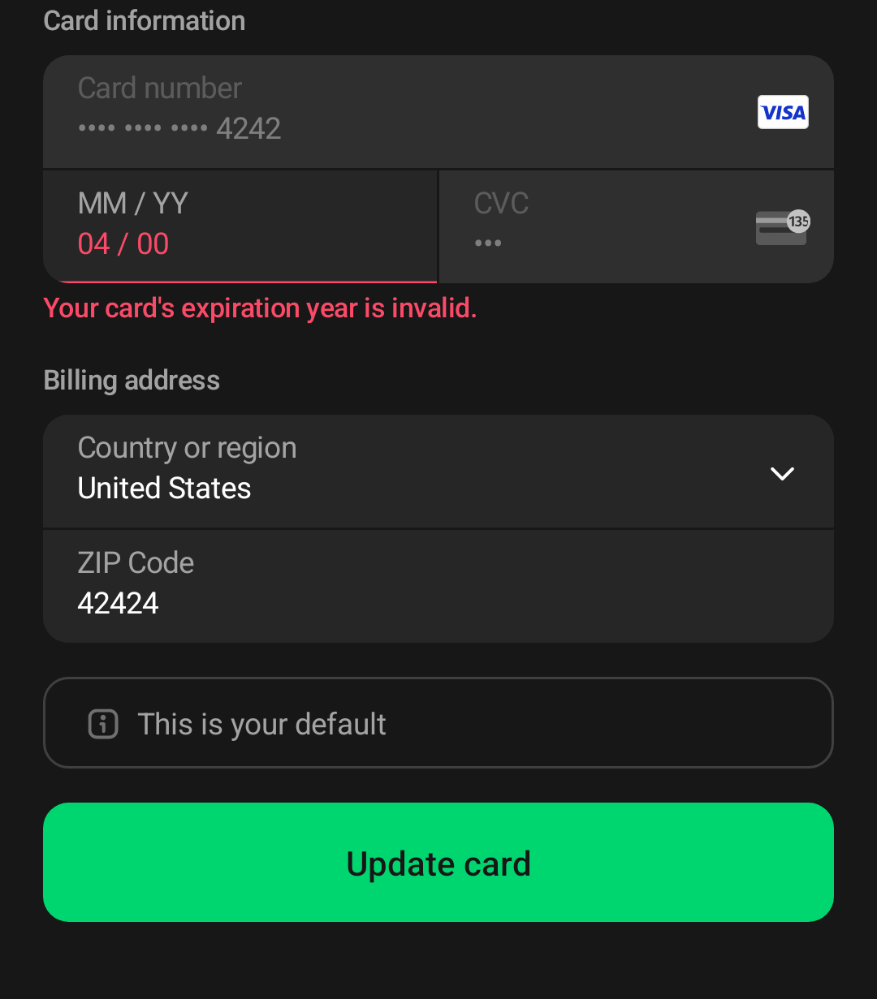 Card information
Card number
•••• •••• •••• 4242
VISA
MM / YY
CVC
04 / 00
•••
135
Your card's expiration year is invalid.
Billing address
Country or region
United States
ZIP Code
42424
This is your default
Update card